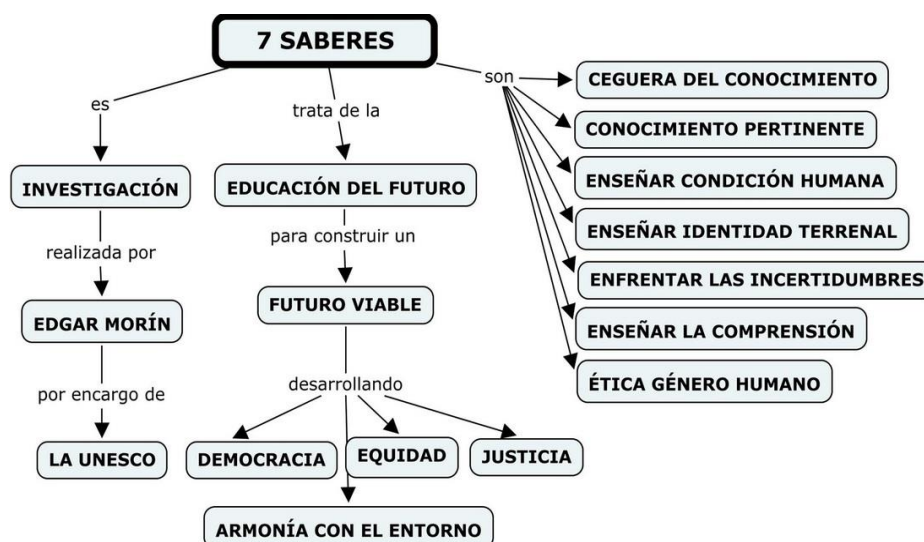 7 SABERES
es
trata de la
son
INVESTIGACIÓN
realizada por
EDGAR MORÍN
por encargo de
LA UNESCO
EDUCACIÓN DEL FUTURO
para construir un
FUTURO VIABLE
desarrollando
DEMOCRACIA
EQUIDAD
JUSTICIA
ARMONÍA CON EL ENTORNO
CEGUERA DEL CONOCIMIENTO
CONOCIMIENTO PERTINENTE
ENSEÑAR CONDICIÓN HUMANA
ENSEÑAR IDENTIDAD TERRENAL
ENFRENTAR LAS INCERTIDUMBRES
ENSEÑAR LA COMPRENSIÓN
ÉTICA GÉNERO HUMANO